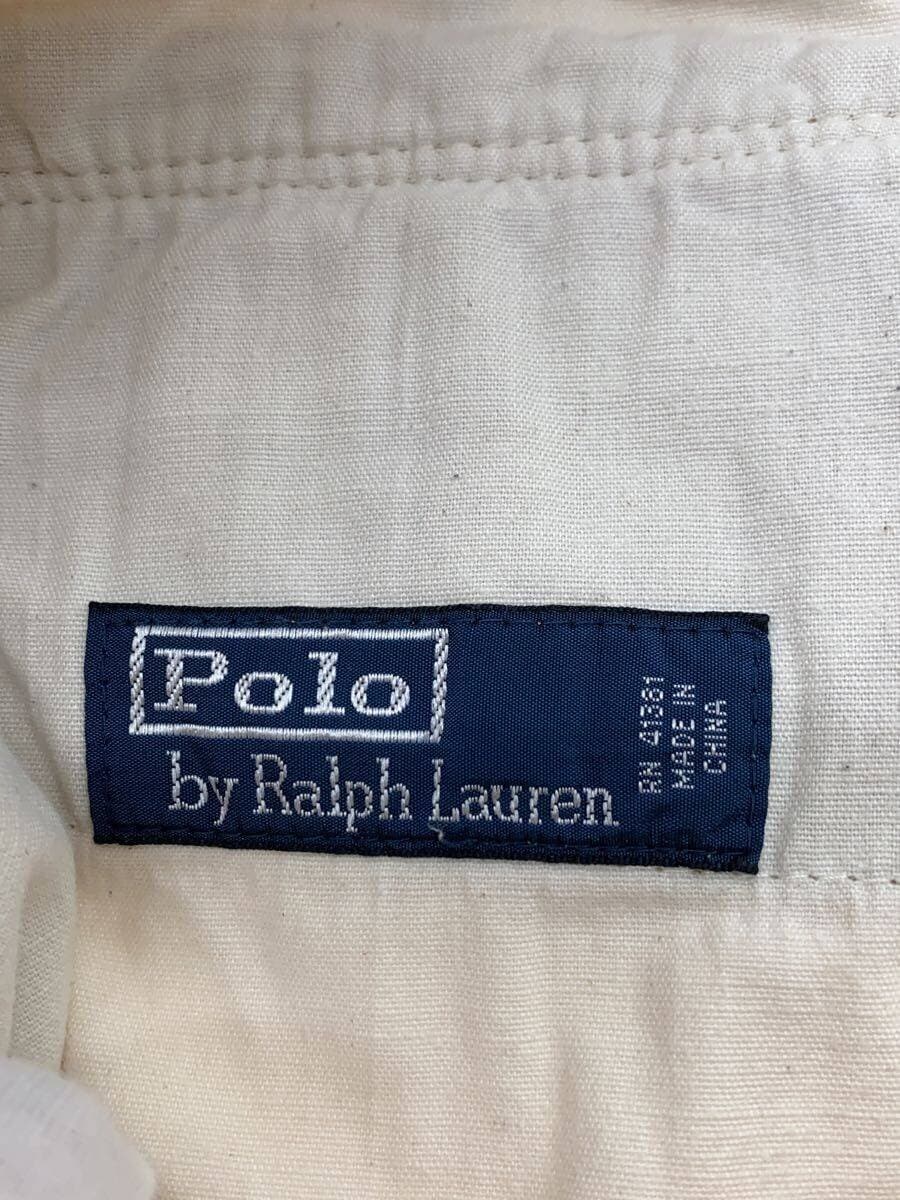 Polo
by Ralph Lauren
RN 41381
MADE IN
CHINA